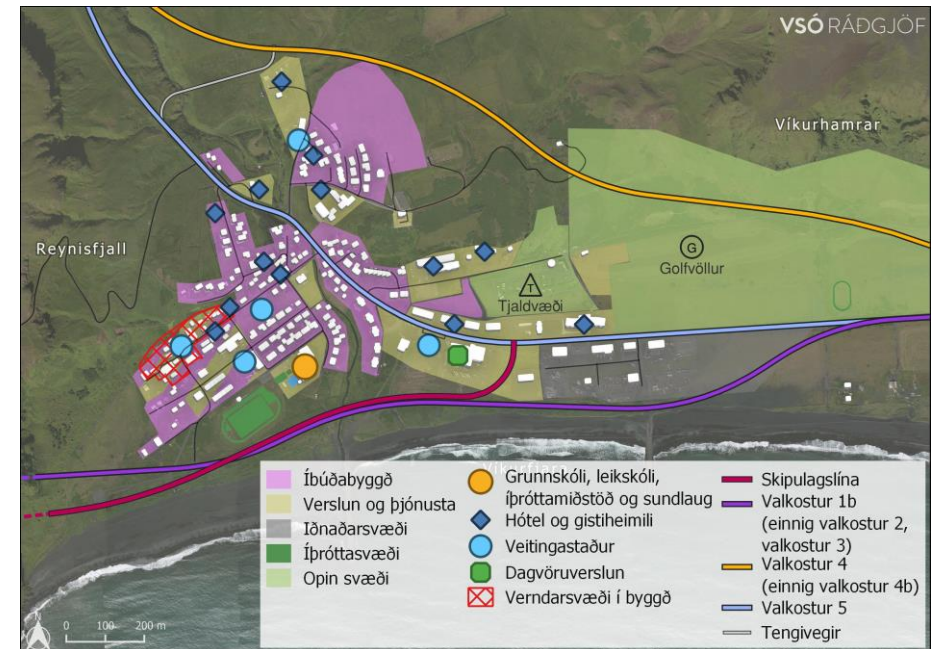 VSÓ RÁÐGJÖF
Víkurhamrar
Reynisfjall
G
Golfvöllur
T
Tjaldvæði
Víkurfjara
Íbúðabyggð
Verslun og þjónusta
Iðnaðarsvæði
Íþróttasvæði
Opin svæði
Grunnskóli, leikskóli,
íþróttamiðstöð og sundlaug
Hótel og gistiheimili
Veitingastaður
Dagvöruverslun
Verndarsvæði í byggð
Skipulagslína
Valkostur 1b
(einnig valkostur 2,
valkostur 3)
Valkostur 4
(einnig valkostur 4b)
Valkostur 5
Tengivegir
0 100 200 m